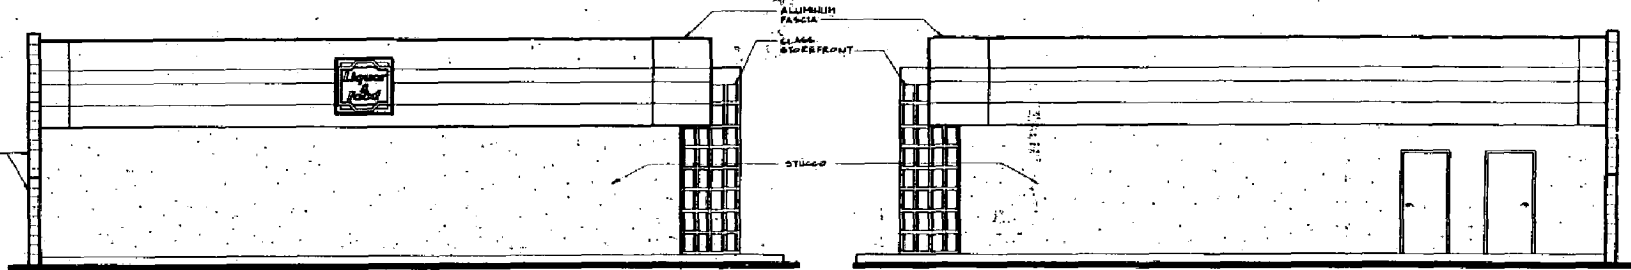 ALUMINUM
FASCIA
GLASS
STOREFRONT
Liquor
&
Food
STUCCO